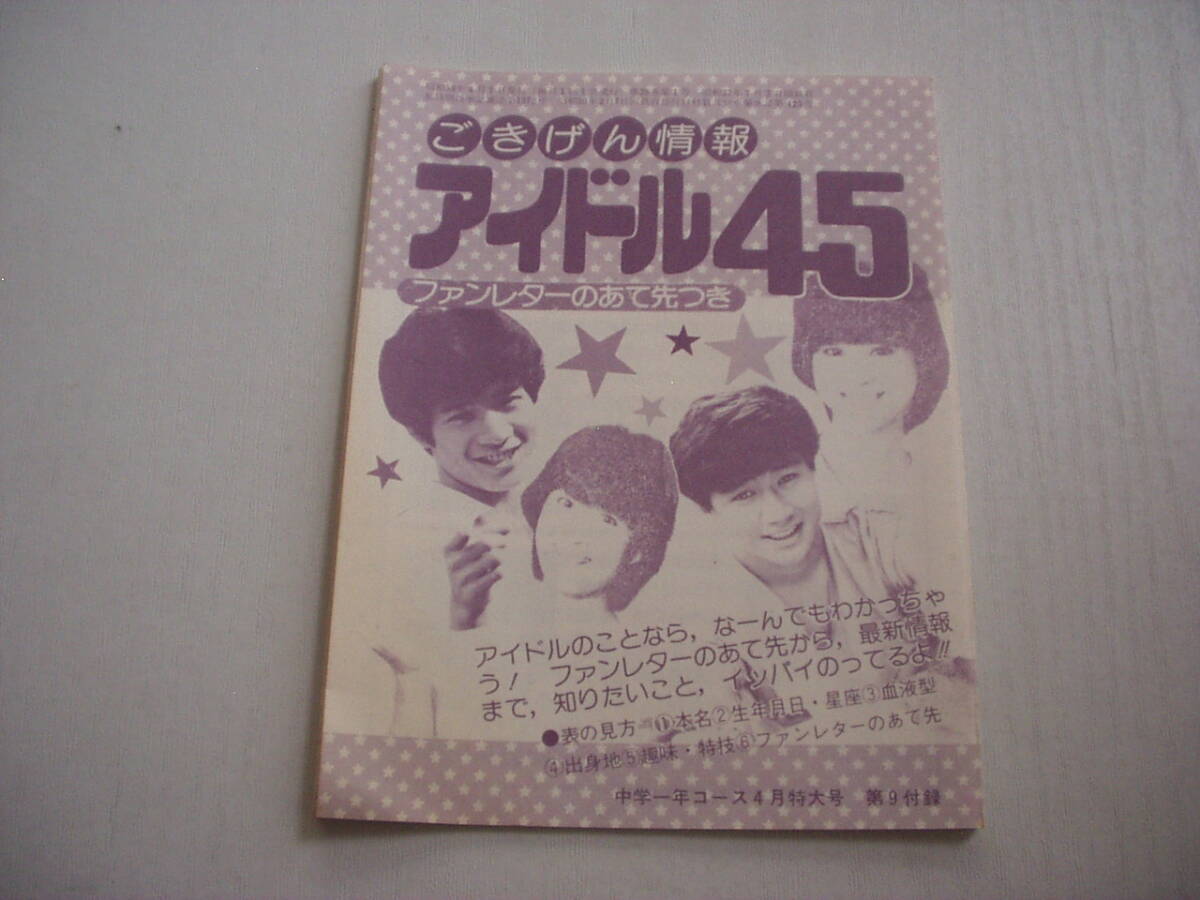 ごきげん情報
アイドル45
ファンレターのあて先つき
アイドルのことなら,なーんでもわかっちゃ
う! ファンレターのあて先から,最新情報
まで,知りたいこと,イッパイのってるよ!!
●表の見方―①本名②生年月日・星座③血液型
④出身地⑤趣味・特技⑥ファンレターのあて先
中学一年コース4月特大号 第9付録